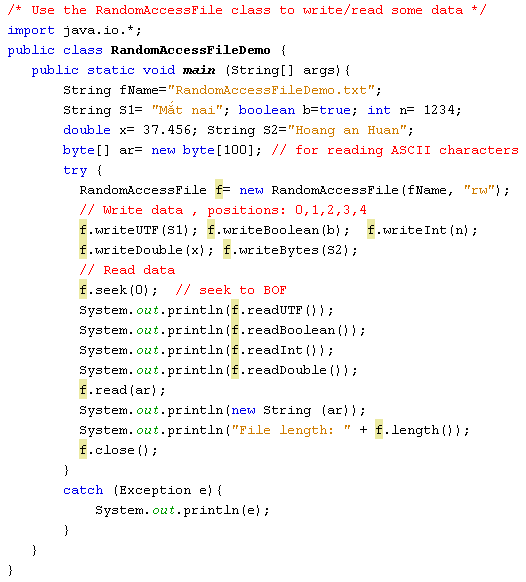 /* Use the RandomAccessFile class to write/read some data */
import java.io.*;
public class RandomAccessFileDemo {
   public static void main (String[] args){
       String fName="RandomAccessFileDemo.txt";
       String S1= "Mắt nai"; boolean b=true; int n= 1234;
       double x= 37.456; String S2="Hoang an Huan";
       byte[] ar= new byte[100]; // for reading ASCII characters
       try {
         RandomAccessFile f= new RandomAccessFile(fName, "rw");
         // Write data , positions: 0,1,2,3,4
         f.writeUTF(S1); f.writeBoolean(b);  f.writeInt(n);
         f.writeDouble(x); f.writeBytes(S2);
         // Read data
         f.seek(0);  // seek to BOF
         System.out.println(f.readUTF());
         System.out.println(f.readBoolean());
         System.out.println(f.readInt());
         System.out.println(f.readDouble());
         f.read(ar);
         System.out.println(new String (ar));
         System.out.println("File length: " + f.length());
         f.close();
       }
       catch (Exception e){
           System.out.println(e);
       }
   }
}